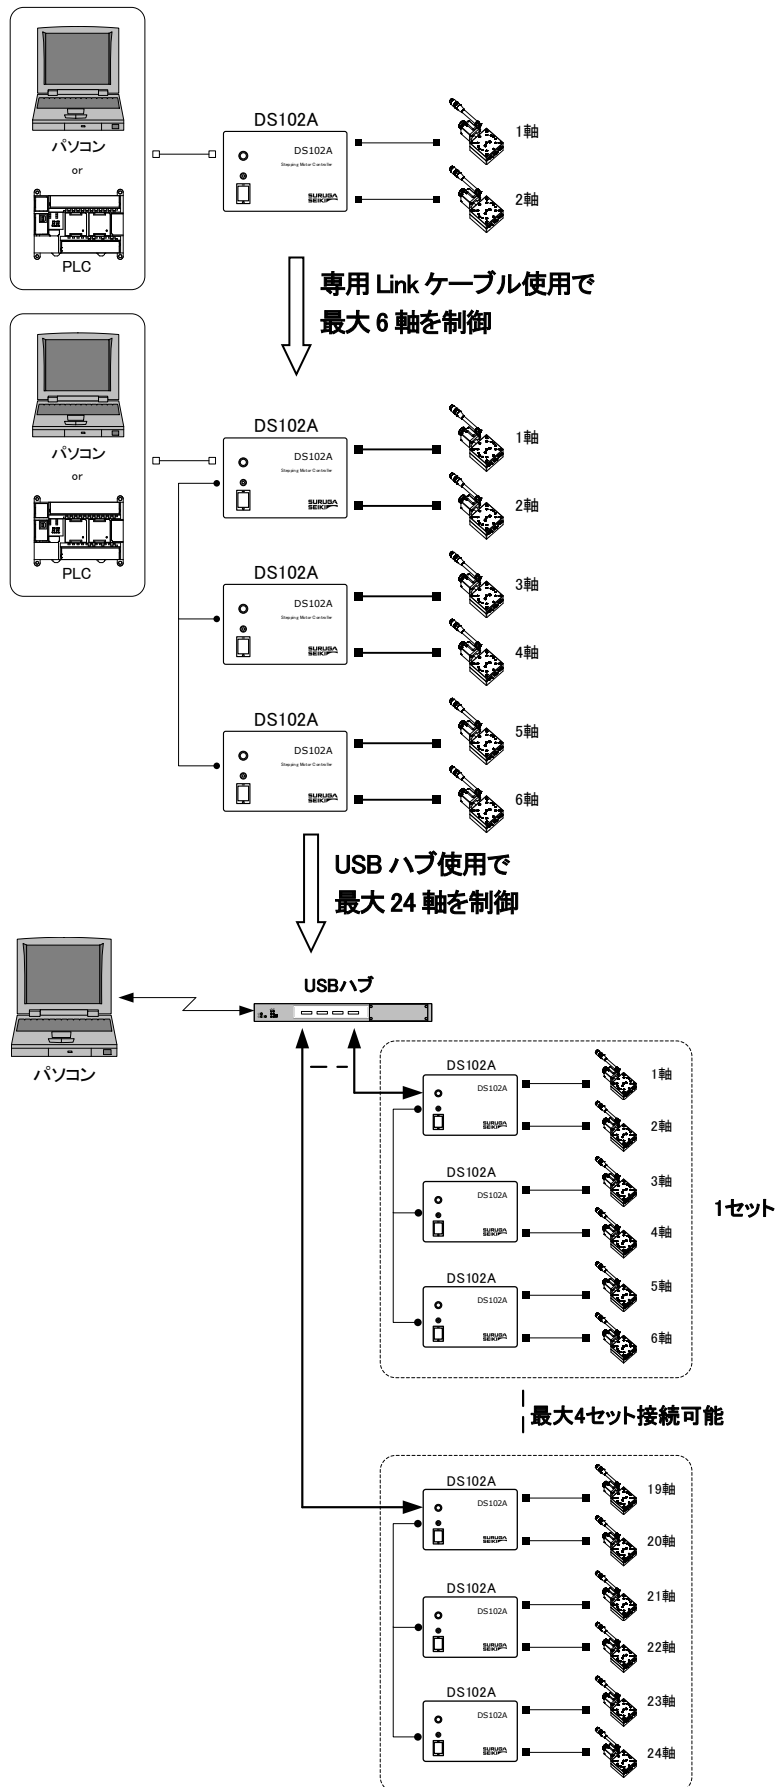 DS102A
DS102A
Stepping Motor Controller
SURUGA
SEIKI
パソコン
or
PLC
1軸
2軸
専用 Link ケーブル使用で
最大 6 軸を制御
DS102A
DS102A
Stepping Motor Controller
SURUGA
SEIKI
パソコン
or
PLC
1軸
2軸
DS102A
DS102A
Stepping Motor Controller
SURUGA
SEIKI
3軸
4軸
DS102A
DS102A
Stepping Motor Controller
SURUGA
SEIKI
5軸
6軸
USB ハブ使用で
最大 24 軸を制御
USBハブ
パソコン
DS102A
DS102A
SURUGA
SEIKI
1軸
2軸
DS102A
DS102A
SURUGA
SEIKI
3軸
4軸
1セット
DS102A
DS102A
SURUGA
SEIKI
5軸
6軸
最大4セット接続可能
DS102A
DS102A
SURUGA
SEIKI
19軸
20軸
DS102A
DS102A
SURUGA
SEIKI
21軸
22軸
DS102A
DS102A
SURUGA
SEIKI
23軸
24軸